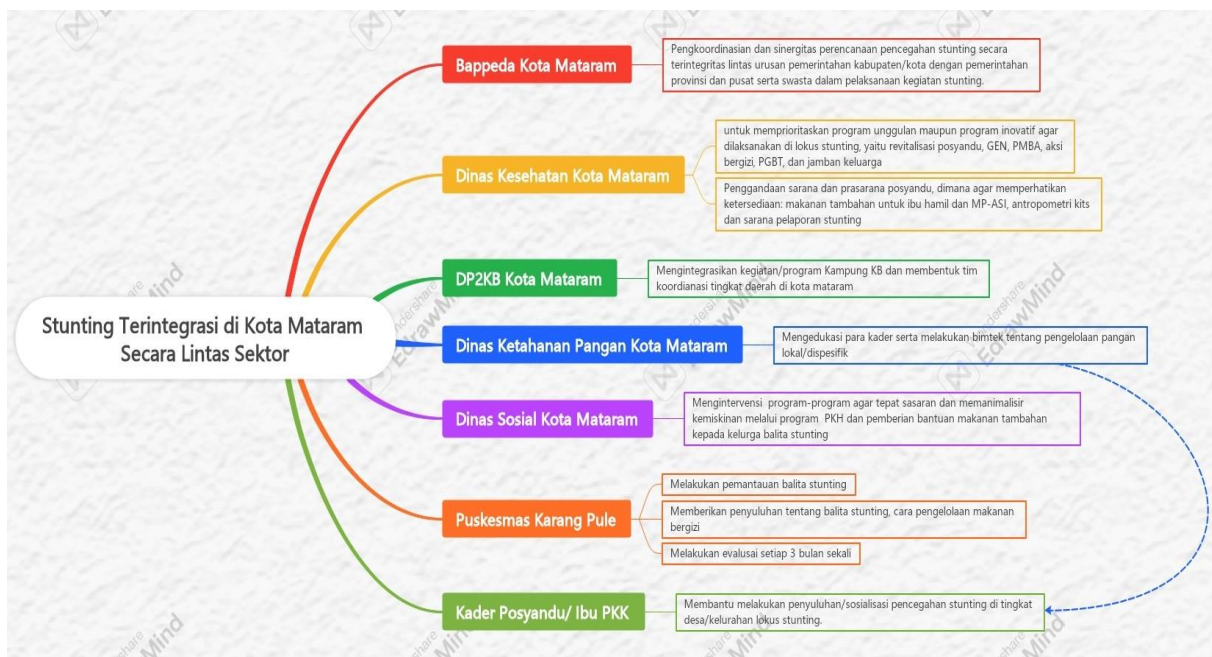 Stunting Terintegrasi di Kota Mataram
Secara Lintas Sektor
Bappeda Kota Mataram
Pengkoordinasian dan sinergitas perencanaan pencegahan stunting secara
terintegritas lintas urusan pemerintahan kabupaten/kota dengan pemerintahan
provinsi dan pusat serta swasta dalam pelaksanaan kegiatan stunting.
Dinas Kesehatan Kota Mataram
untuk memprioritaskan program unggulan maupun program inovatif agar
dilaksanakan di lokus stunting, yaitu revitalisasi posyandu, GEN, PMBA, aksi
bergizi, PGBT, dan jamban keluarga
Penggandaan sarana dan prasarana posyandu, dimana agar memperhatikan
ketersediaan: makanan tambahan untuk ibu hamil dan MP-ASI, antropometri kits
dan sarana pelaporan stunting
DP2KB Kota Mataram
Mengintegrasikan kegiatan/program Kampung KB dan membentuk tim
koordianasi tingkat daerah di kota mataram
Dinas Ketahanan Pangan Kota Mataram
Mengedukasi para kader serta melakukan bimtek tentang pengelolaan pangan
lokal/dispesifik
Dinas Sosial Kota Mataram
Mengintervensi program-program agar tepat sasaran dan memanimalisir
kemiskinan melalui program PKH dan pemberian bantuan makanan tambahan
kepada kelurga balita stunting
Puskesmas Karang Pule
Melakukan pemantauan balita stunting
Memberikan penyuluhan tentang balita stunting, cara pengelolaan makanan
bergizi
Melakukan evalusai setiap 3 bulan sekali
Kader Posyandu/ Ibu PKK
Membantu melakukan penyuluhan/sosialisasi pencegahan stunting di tingkat
desa/kelurahan lokus stunting.
EdrawMind